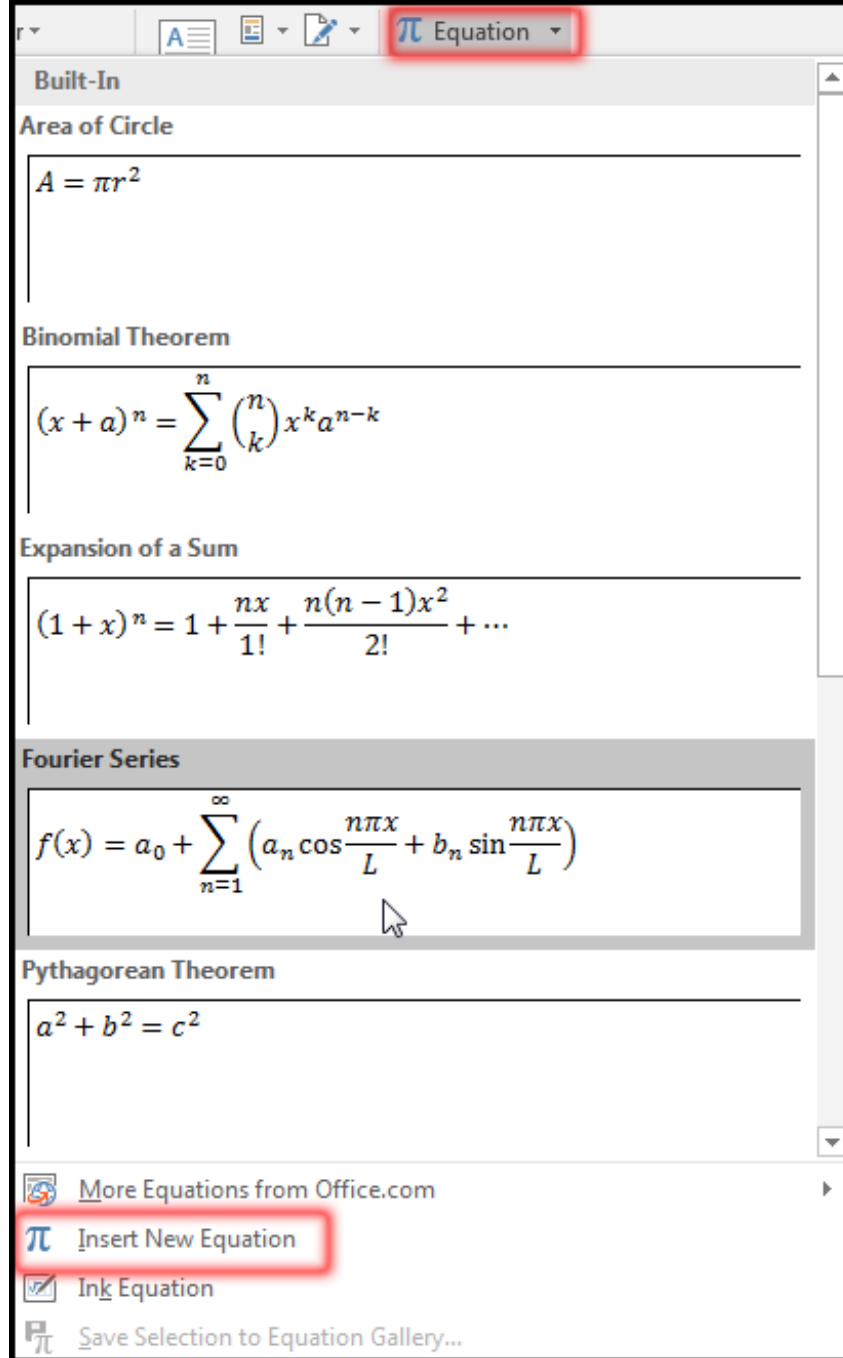 r
A
π Equation
Built-In
Area of Circle
A = πr²
Binomial Theorem
(x + a)ⁿ = ∑_{k=0}^{n} (n k) xᵏaⁿ⁻ᵏ
Expansion of a Sum
(1 + x)ⁿ = 1 + nx/1! + n(n − 1)x²/2! + ⋯
Fourier Series
f(x) = a₀ + ∑_{n=1}^{∞} (aₙ cos nπx/L + bₙ sin nπx/L)
Pythagorean Theorem
a² + b² = c²
More Equations from Office.com
π Insert New Equation
Ink Equation
π Save Selection to Equation Gallery...